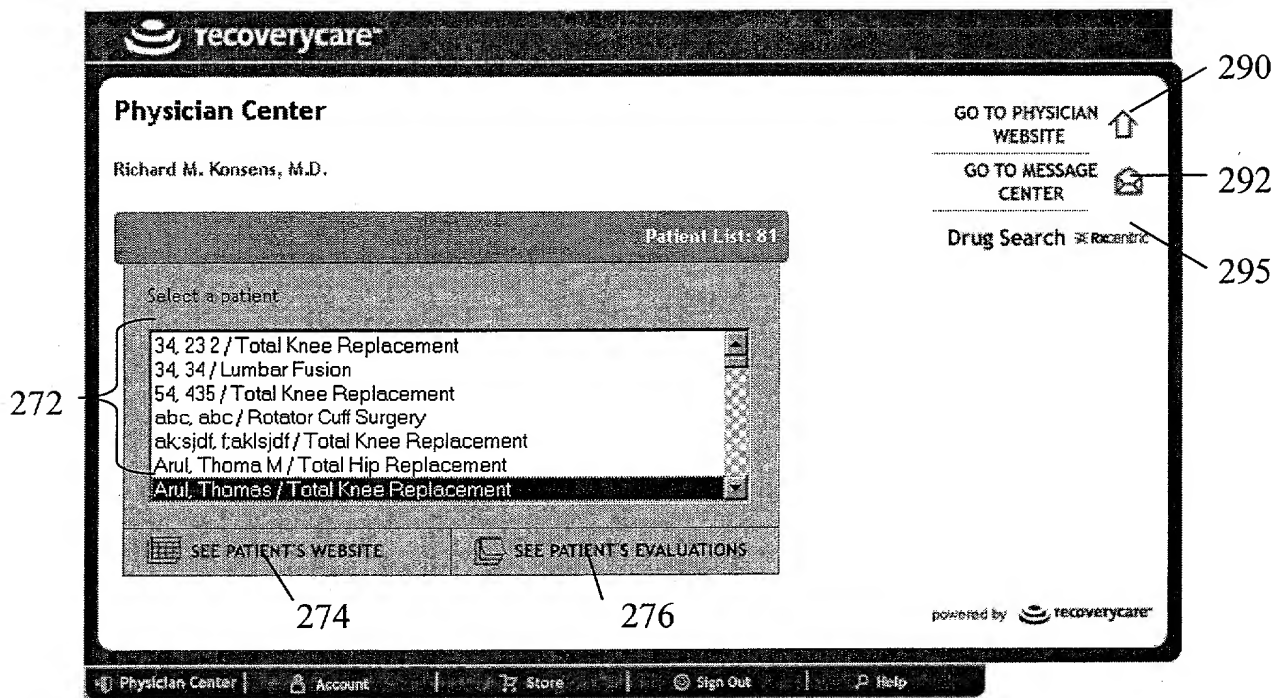 recoverycare™
Physician Center
Richard M. Konsens, M.D.
GO TO PHYSICIAN
WEBSITE
290
GO TO MESSAGE
CENTER
292
Drug Search Rxcentric
295
Patient List: 81
Select a patient
34, 23 2 / Total Knee Replacement
34, 34 / Lumbar Fusion
54, 435 / Total Knee Replacement
abc, abc / Rotator Cuff Surgery
ak;sjdf, f;aklsjdf / Total Knee Replacement
Arul, Thoma M / Total Hip Replacement
Arul, Thomas / Total Knee Replacement
272
SEE PATIENT'S WEBSITE
SEE PATIENT'S EVALUATIONS
274
276
powered by recoverycare™
Physician Center | Account | Store | Sign Out | Help